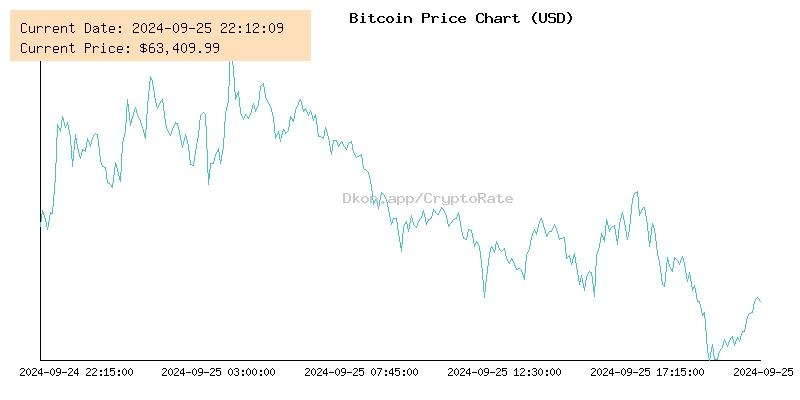 Bitcoin Price Chart (USD)
Current Date: 2024-09-25 22:12:09
Current Price: $63,409.99
Dkon.app/CryptoRate
2024-09-24 22:15:00 2024-09-25 03:00:00 2024-09-25 07:45:00 2024-09-25 12:30:00 2024-09-25 17:15:00 2024-09-25